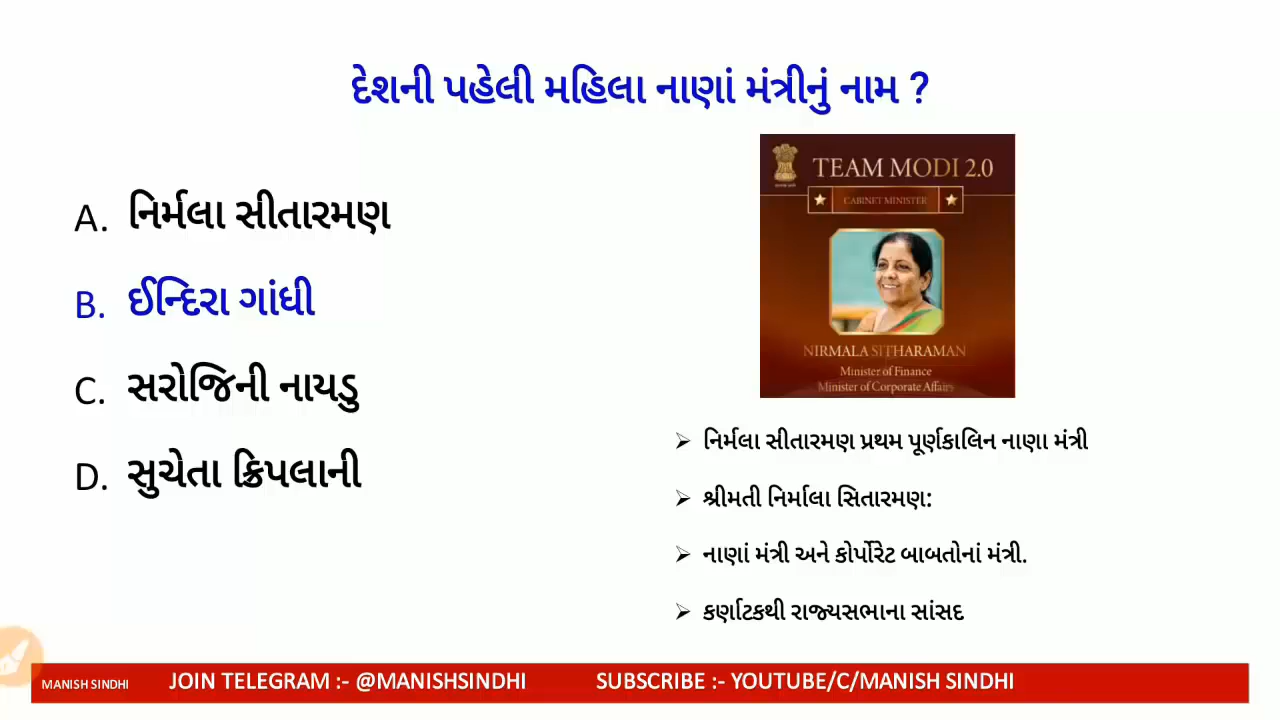 દેશની પહેલી મહિલા નાણાં મંત્રીનું નામ ?
A. નિર્મલા સીતારમણ
B. ઈન્દિરા ગાંધી
C. સરોજિની નાયડુ
D. સુચેતા ક્રિપલાની
TEAM MODI 2.0
CABINET MINISTER
NIRMALA SITHARAMAN
Minister of Finance
Minister of Corporate Affairs
➢ નિર્મલા સીતારમણ પ્રથમ પૂર્ણકાલિન નાણા મંત્રી
➢ શ્રીમતી નિર્માલા સિતારમણ:
➢ નાણાં મંત્રી અને કોર્પોરેટ બાબતોનાં મંત્રી.
➢ કર્ણાટકથી રાજ્યસભાના સાંસદ
MANISH SINDHI JOIN TELEGRAM :- @MANISHSINDHI SUBSCRIBE :- YOUTUBE/C/MANISH SINDHI